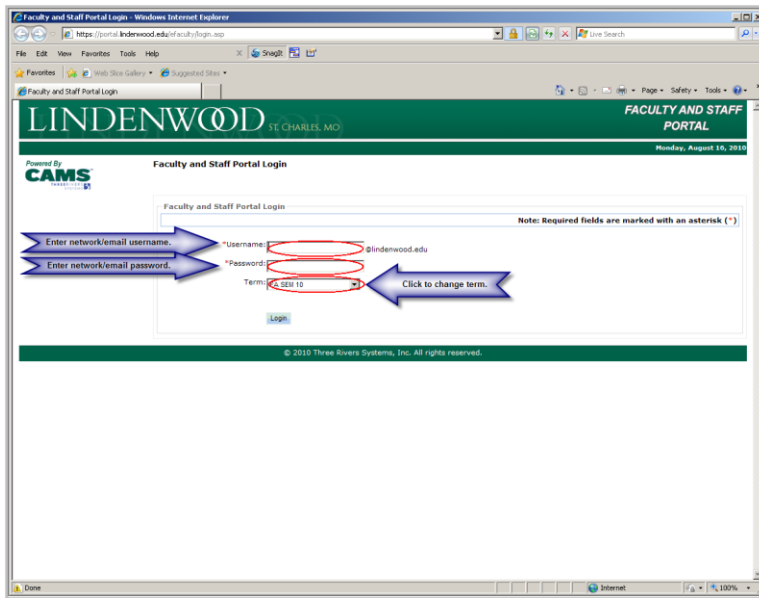 Faculty and Staff Portal Login - Windows Internet Explorer
https://portal.lindenwood.edu/efaculty/login.asp
Live Search
File Edit View Favorites Tools Help
SnagIt
Favorites Web Slice Gallery Suggested Sites
Faculty and Staff Portal Login
Page Safety Tools
LINDENWOOD ST. CHARLES, MO
FACULTY AND STAFF
PORTAL
Monday, August 16, 2010
Powered By
CAMS
Faculty and Staff Portal Login
Faculty and Staff Portal Login
Note: Required fields are marked with an asterisk (*)
Enter network/email username.
*Username:
@lindenwood.edu
Enter network/email password.
*Password:
Term:
FA SEM 10
Click to change term.
Login
© 2010 Three Rivers Systems, Inc. All rights reserved.
Done
Internet
100%